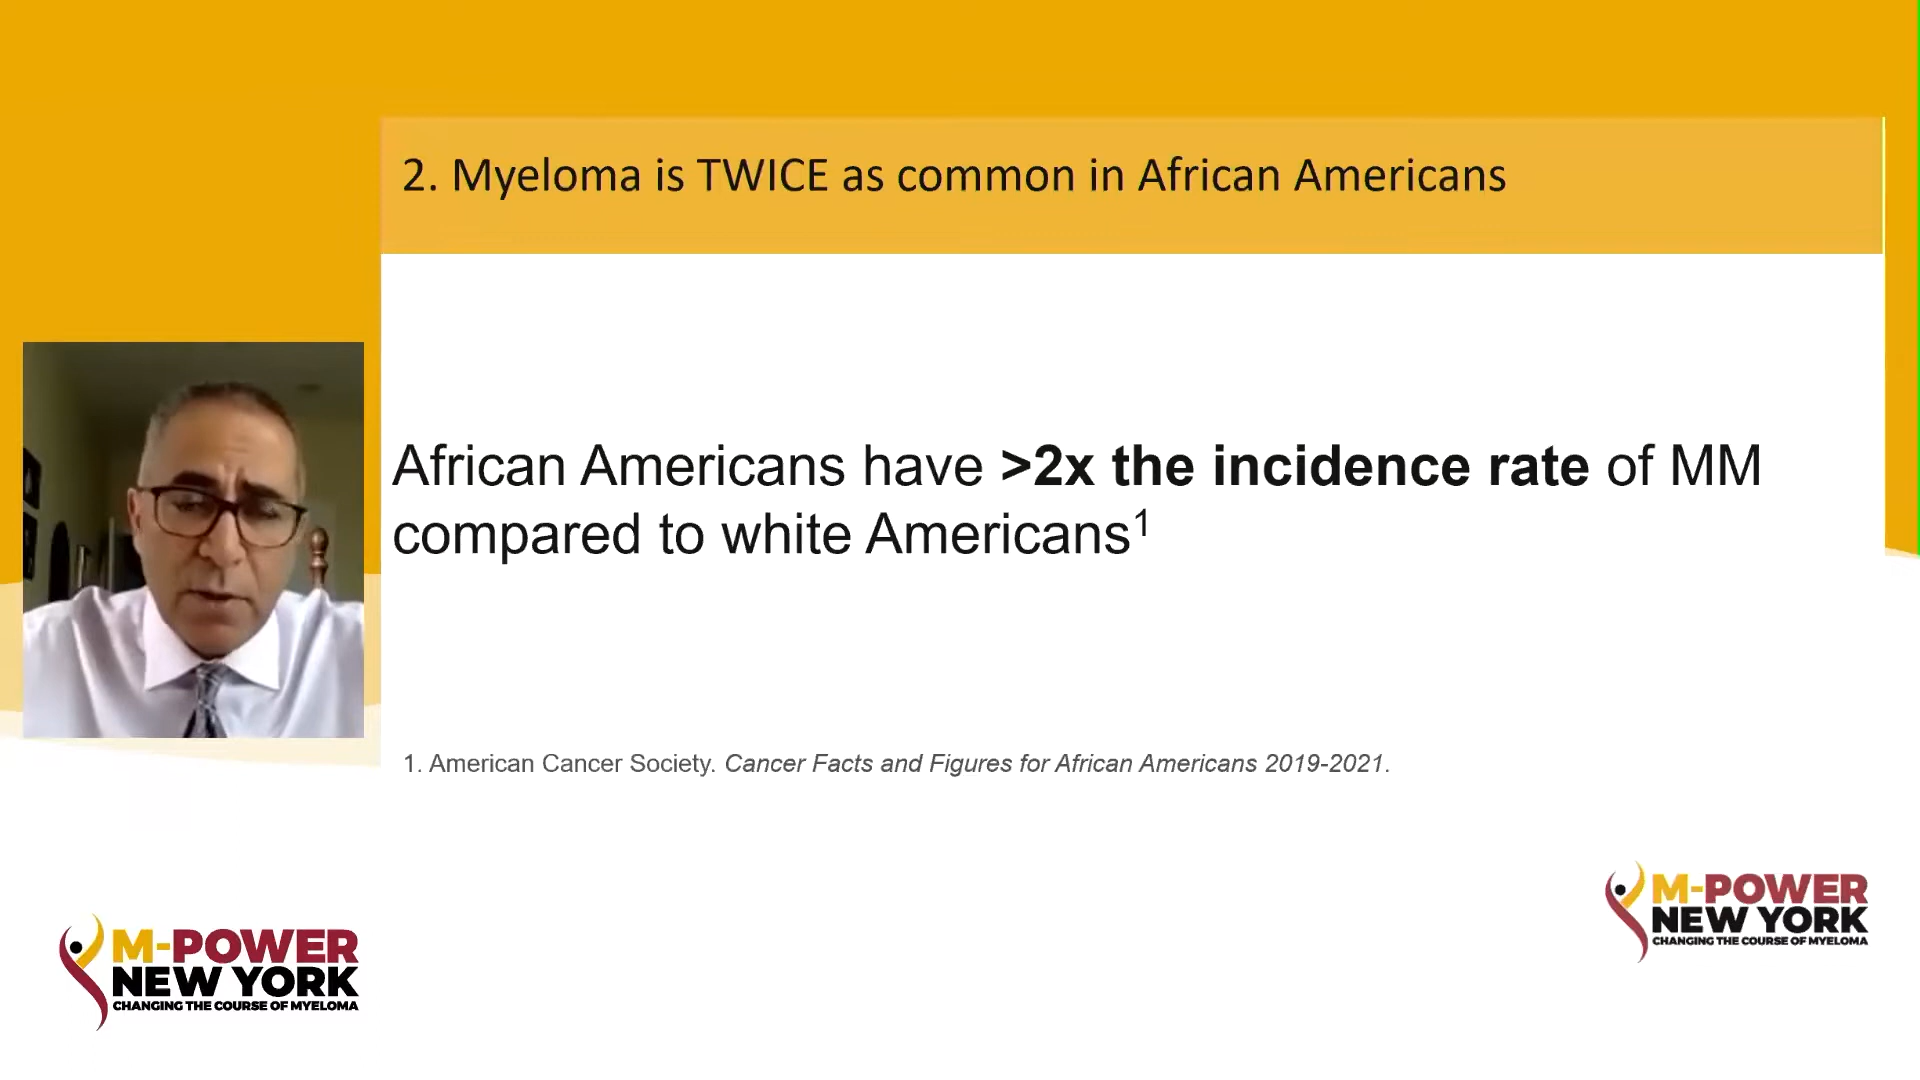 2. Myeloma is TWICE as common in African Americans
African Americans have >2x the incidence rate of MM
compared to white Americans¹
1. American Cancer Society. Cancer Facts and Figures for African Americans 2019-2021.
M-POWER
NEW YORK
CHANGING THE COURSE OF MYELOMA
M-POWER
NEW YORK
CHANGING THE COURSE OF MYELOMA